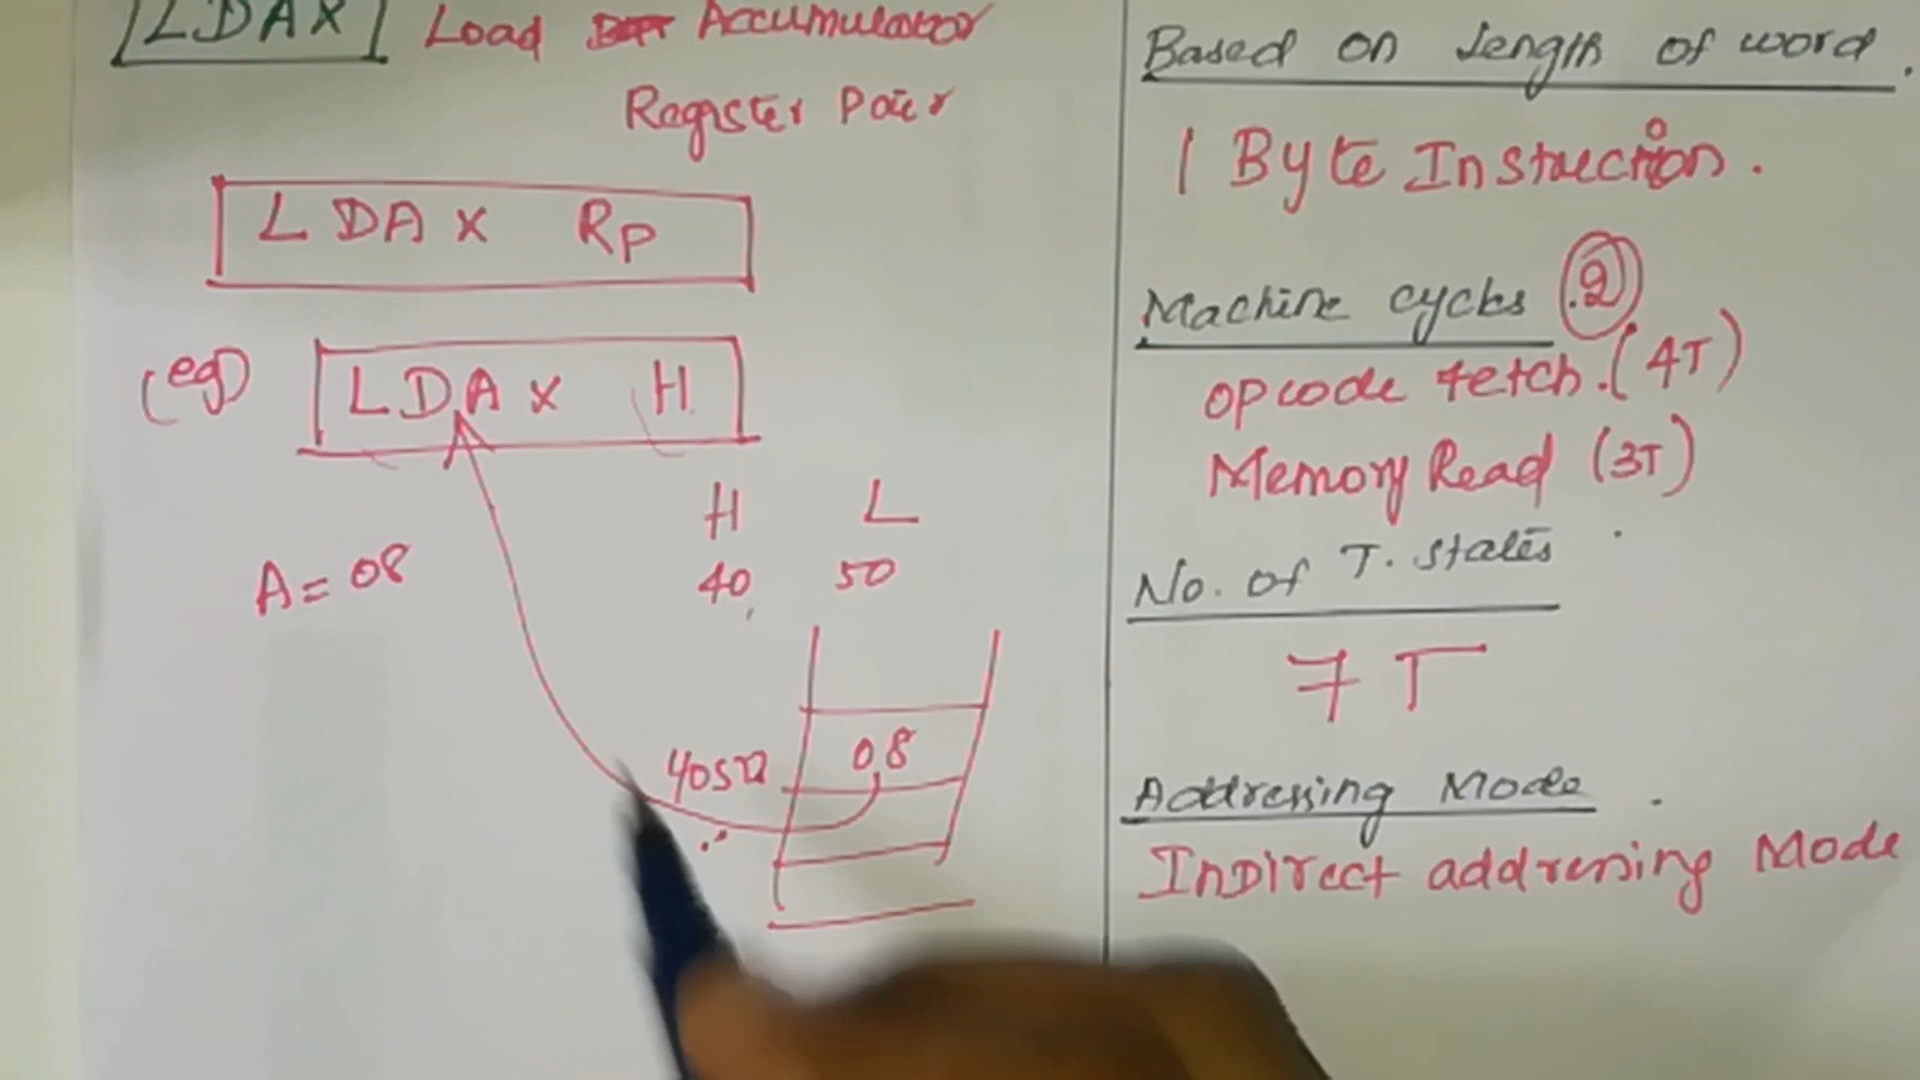 LDAX Load Accumulator
Register Pair
LDAX RP
(eg) LDAX H
H L
A = 08
40 50
4050 08
Based on length of word.
1 Byte Instruction.
Machine cycles 2
opcode fetch. (4T)
Memory Read (3T)
No. of T. states
7 T
Addressing Mode.
Indirect addressing Mode